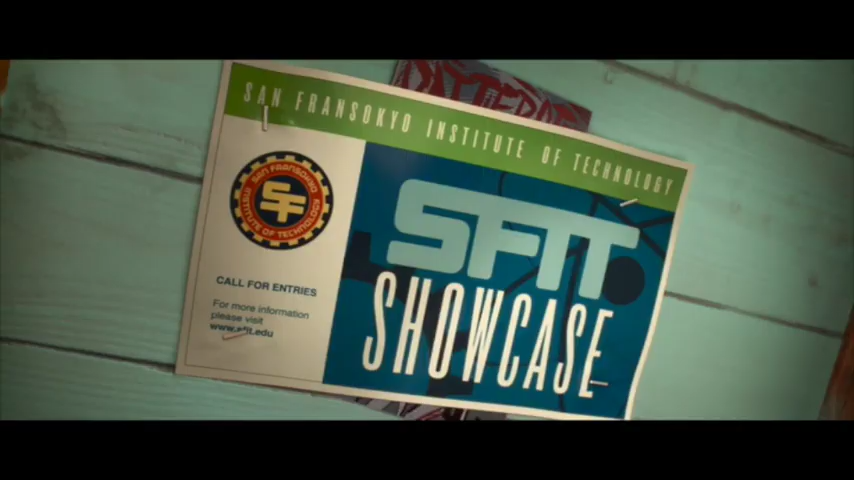 SAN FRANSOKYO INSTITUTE OF TECHNOLOGY
SAN FRANSOKYO
SF
INSTITUTE OF TECHNOLOGY
SFIT
SHOWCASE
CALL FOR ENTRIES
For more information
please visit
www.sfit.edu